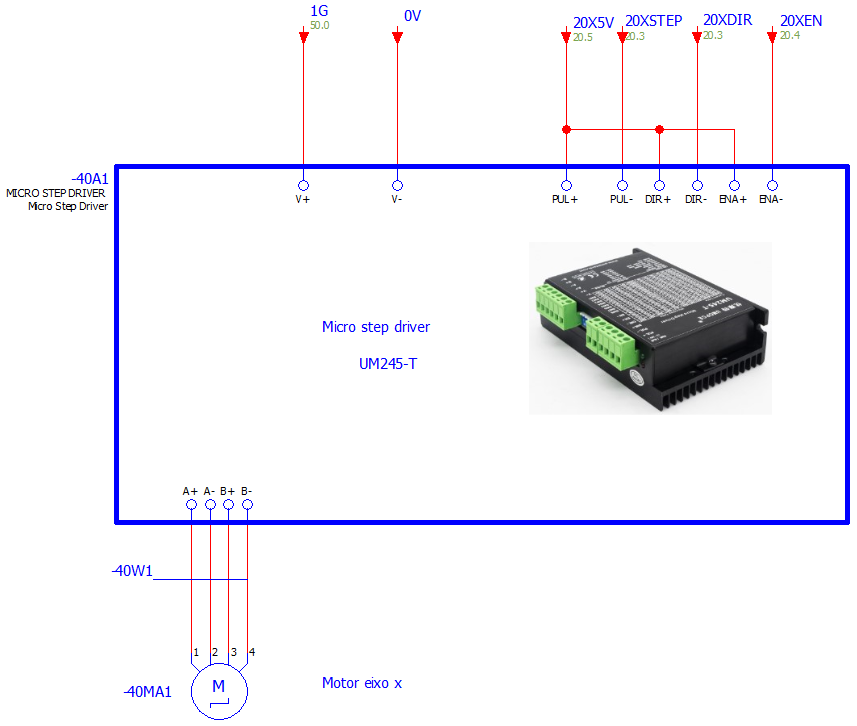 1G
50.0
0V
20X5V
20.5
20XSTEP
20.3
20XDIR
20.3
20XEN
20.4
-40A1
MICRO STEP DRIVER
Micro Step Driver
V+
V-
PUL+
PUL-
DIR+
DIR-
ENA+
ENA-
Micro step driver
UM245-T
UM245-T
A+
A-
B+
B-
-40W1
1
2
3
4
M
-40MA1
Motor eixo x